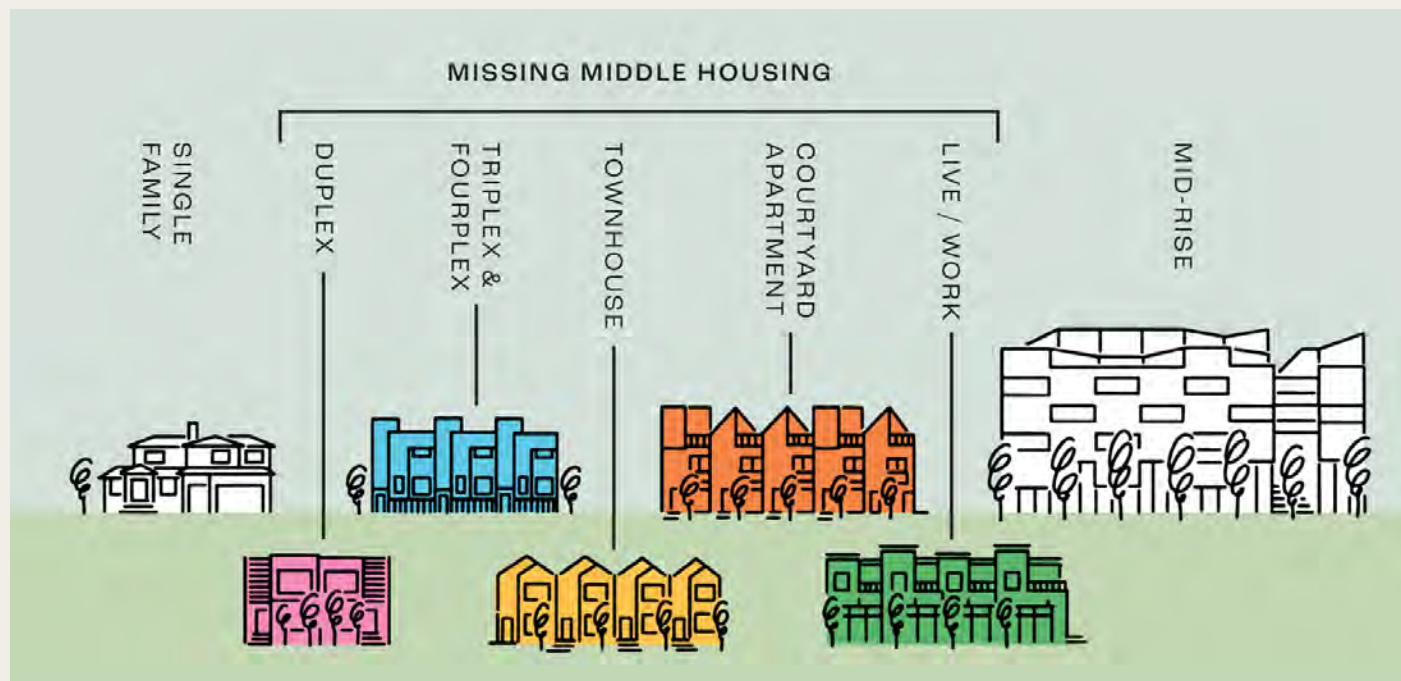 MISSING MIDDLE HOUSING
SINGLE
FAMILY
DUPLEX
TRIPLEX &
FOURPLEX
TOWNHOUSE
COURTYARD
APARTMENT
LIVE / WORK
MID-RISE